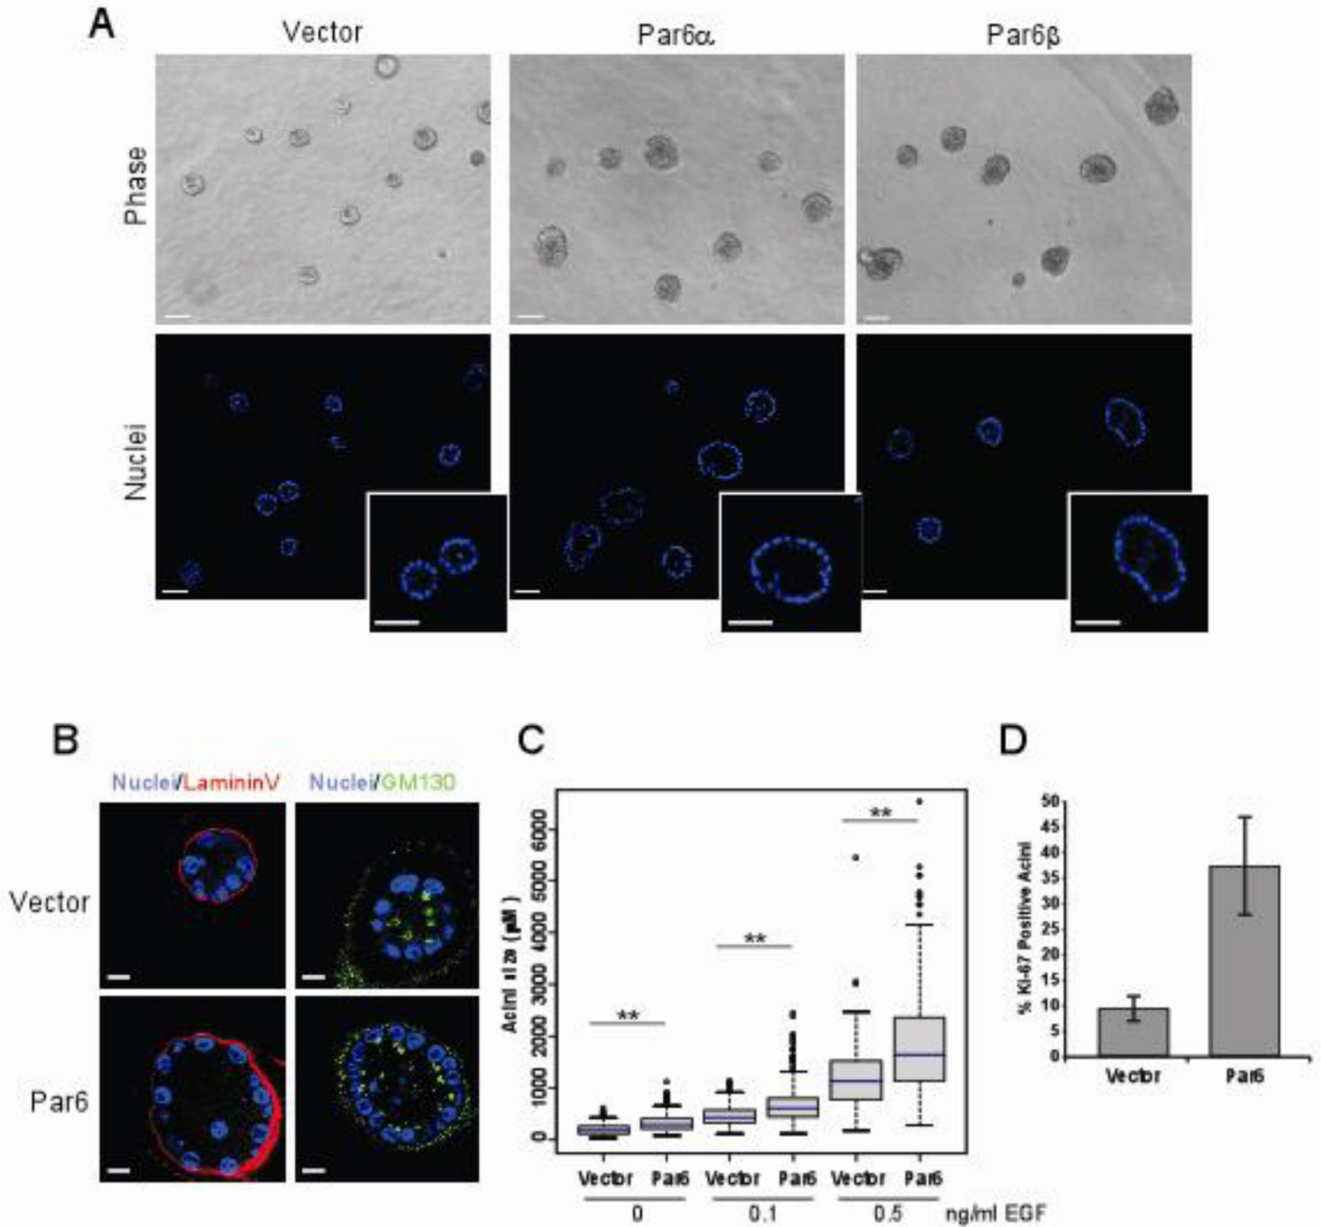 A
Vector Par6α Par6β
Phase
Nuclei
B
Nuclei/LamininV Nuclei/GM130
Vector
Par6
C
Acini size (µM)
6000
5000
4000
3000
2000
1000
0
**
**
**
Vector Par6 Vector Par6 Vector Par6
0 0.1 0.5 ng/ml EGF
D
% Ki-67 Positive Acini
50
45
40
35
30
25
20
15
10
5
0
Vector Par6